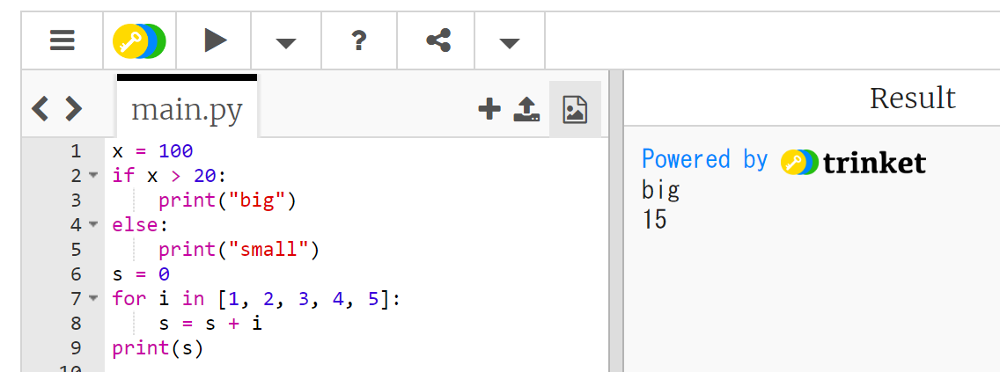 ?
main.py
Result
1 x = 100
2 if x > 20:
3     print("big")
4 else:
5     print("small")
6 s = 0
7 for i in [1, 2, 3, 4, 5]:
8     s = s + i
9 print(s)
10
Powered by trinket
big
15